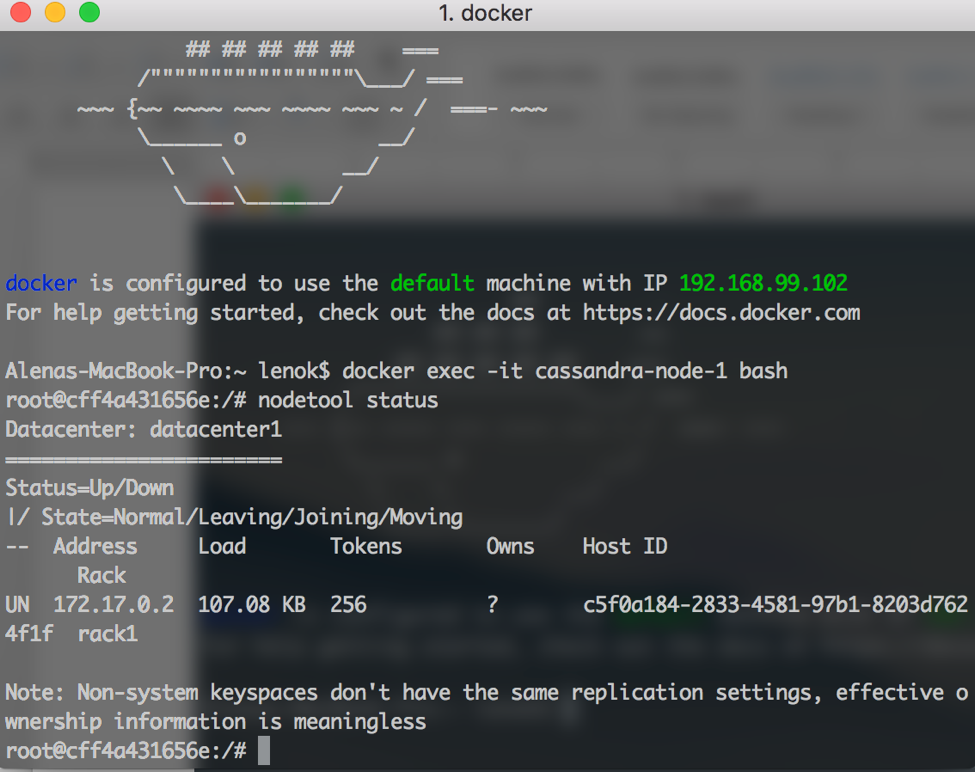 1. docker
## ## ## ## ##    ===
/"""""""""""""""""\___/ ===
~~~ {~~ ~~~~ ~~~ ~~~~ ~~~ ~ /  ===- ~~~
\______ o           __/
\    \         __/
\____\_______/
docker is configured to use the default machine with IP 192.168.99.102
For help getting started, check out the docs at https://docs.docker.com
Alenas-MacBook-Pro:~ lenok$ docker exec -it cassandra-node-1 bash
root@cff4a431656e:/# nodetool status
Datacenter: datacenter1
=======================
Status=Up/Down
|/ State=Normal/Leaving/Joining/Moving
--  Address     Load       Tokens       Owns    Host ID
Rack
UN  172.17.0.2  107.08 KB  256          ?       c5f0a184-2833-4581-97b1-8203d762
4f1f  rack1
Note: Non-system keyspaces don't have the same replication settings, effective o
wnership information is meaningless
root@cff4a431656e:/#